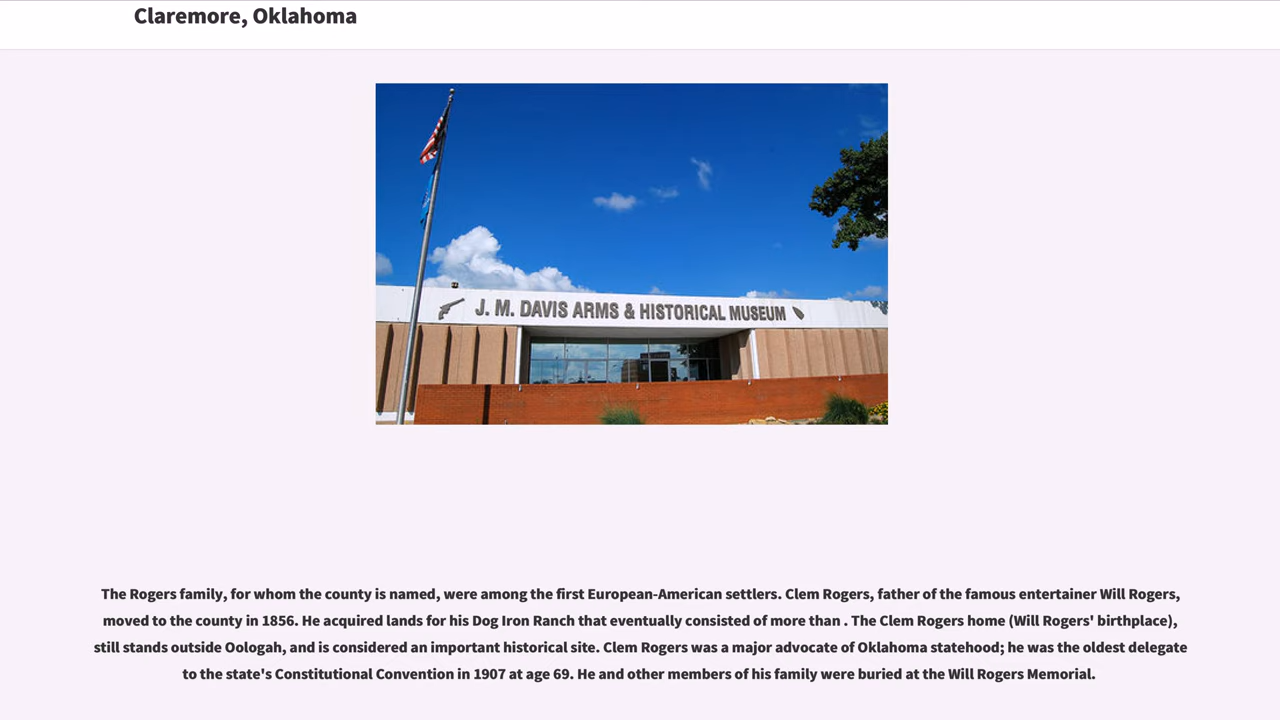 Claremore, Oklahoma
J. M. DAVIS ARMS & HISTORICAL MUSEUM
The Rogers family, for whom the county is named, were among the first European-American settlers. Clem Rogers, father of the famous entertainer Will Rogers,
moved to the county in 1856. He acquired lands for his Dog Iron Ranch that eventually consisted of more than . The Clem Rogers home (Will Rogers' birthplace),
still stands outside Oologah, and is considered an important historical site. Clem Rogers was a major advocate of Oklahoma statehood; he was the oldest delegate
to the state's Constitutional Convention in 1907 at age 69. He and other members of his family were buried at the Will Rogers Memorial.